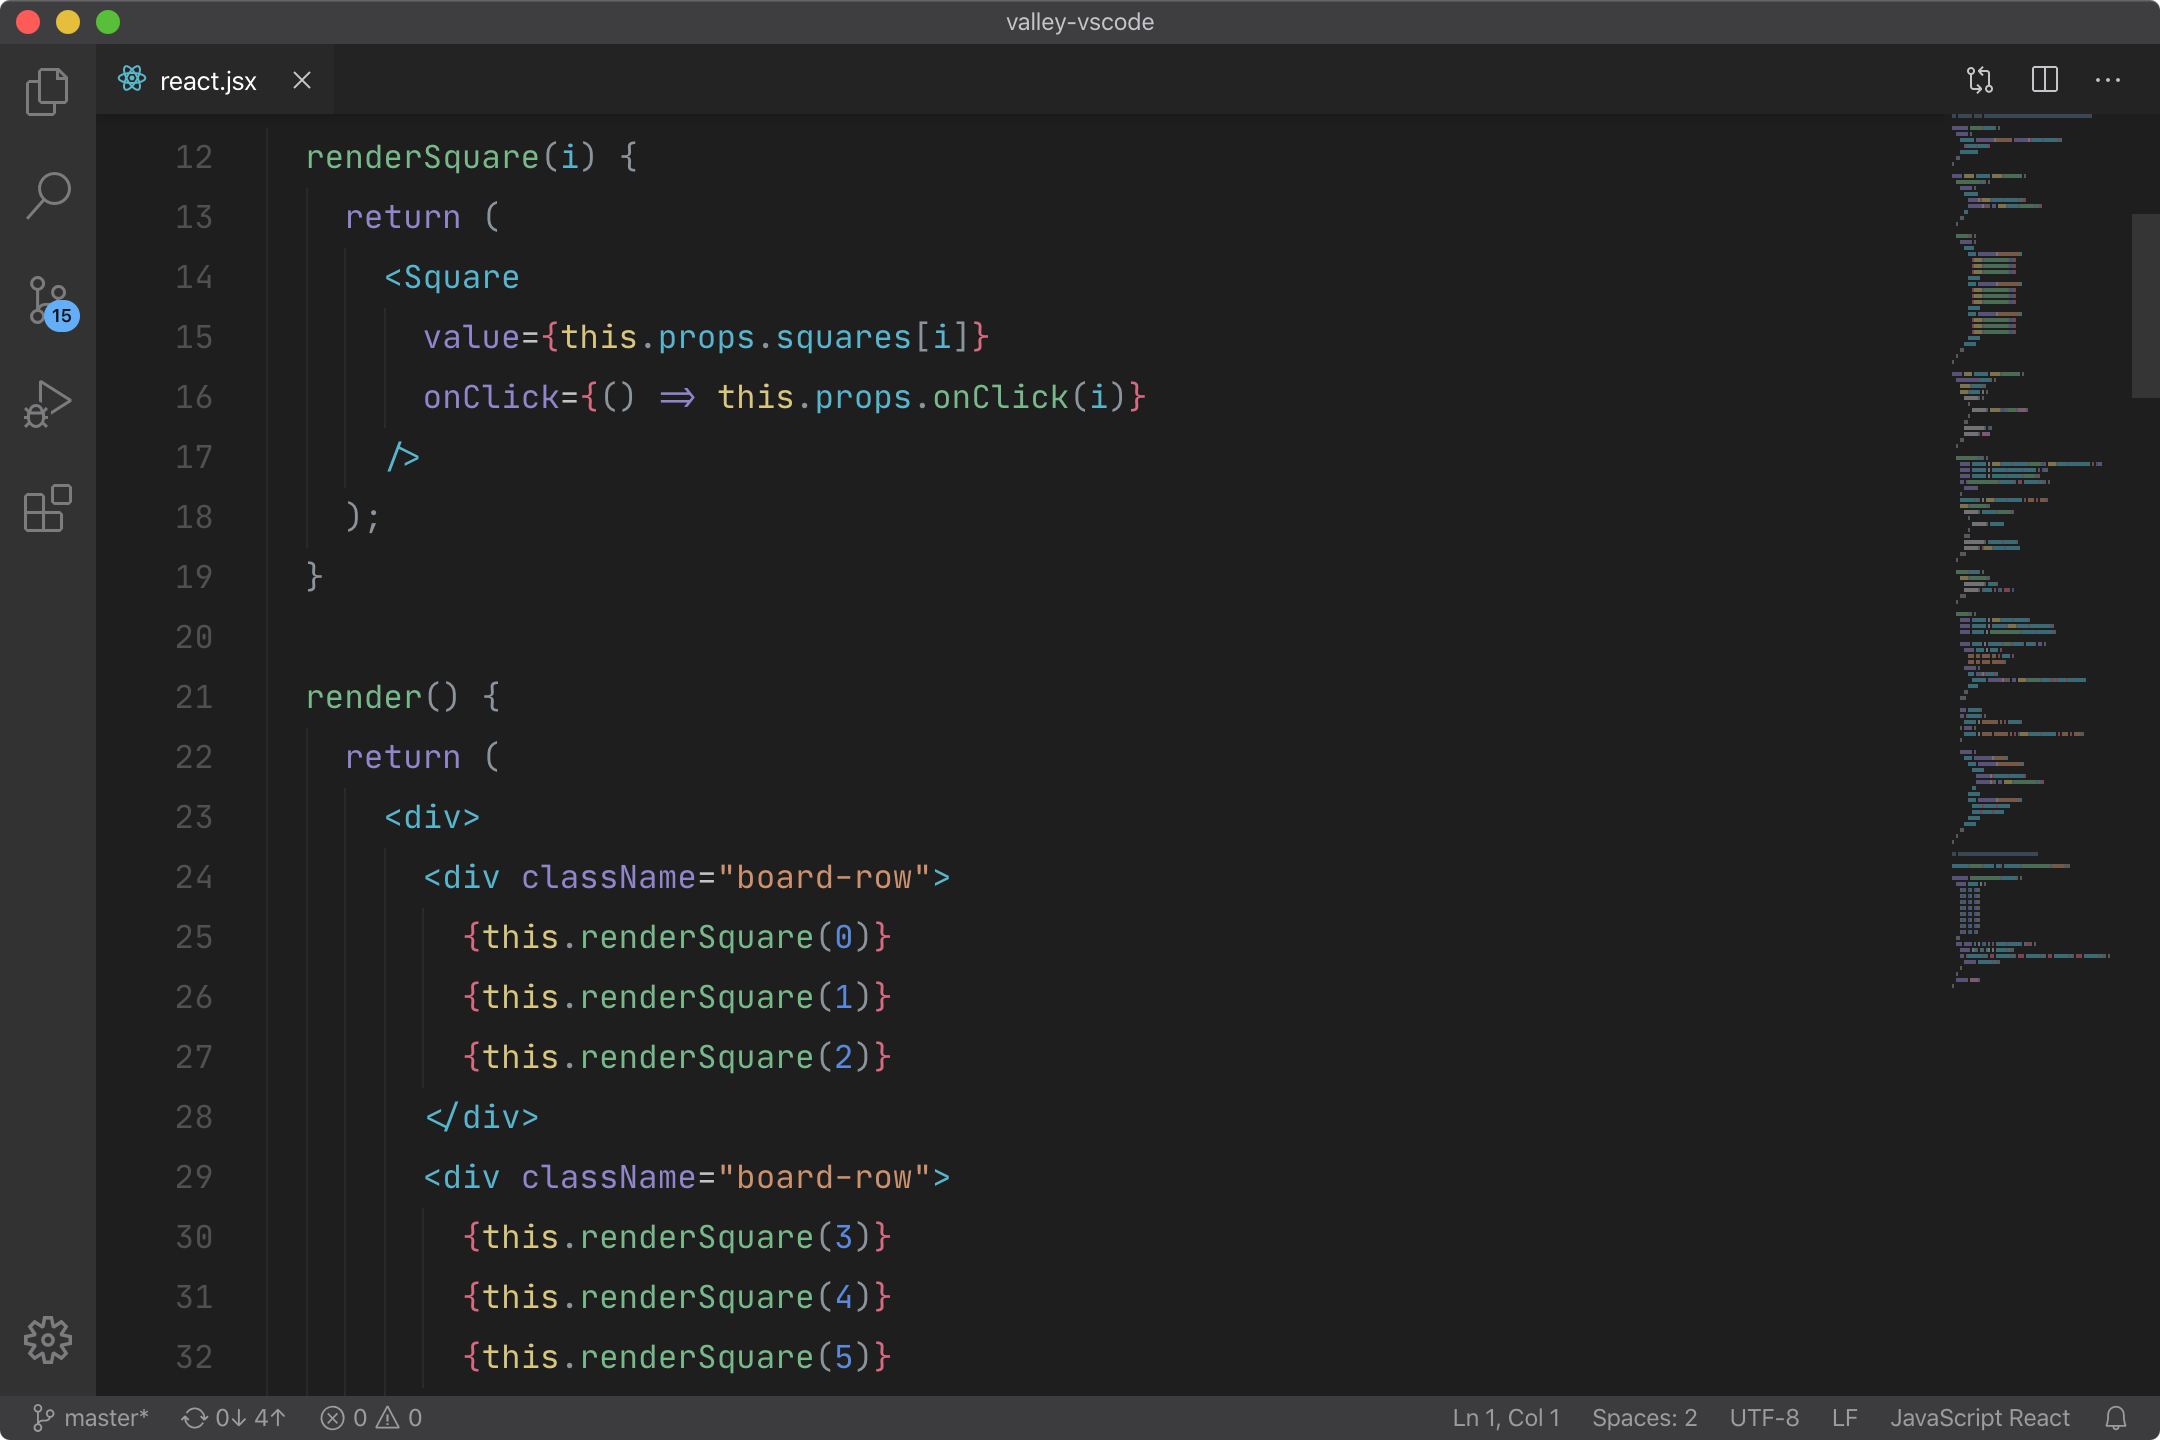 valley-vscode
react.jsx
12 renderSquare(i) {
13 return (
14 <Square
15 value={this.props.squares[i]}
16 onClick={() => this.props.onClick(i)}
17 />
18 );
19 }
20
21 render() {
22 return (
23 <div>
24 <div className="board-row">
25 {this.renderSquare(0)}
26 {this.renderSquare(1)}
27 {this.renderSquare(2)}
28 </div>
29 <div className="board-row">
30 {this.renderSquare(3)}
31 {this.renderSquare(4)}
32 {this.renderSquare(5)}
15
master* 0↓ 4↑ 0 0 Ln 1, Col 1 Spaces: 2 UTF-8 LF JavaScript React